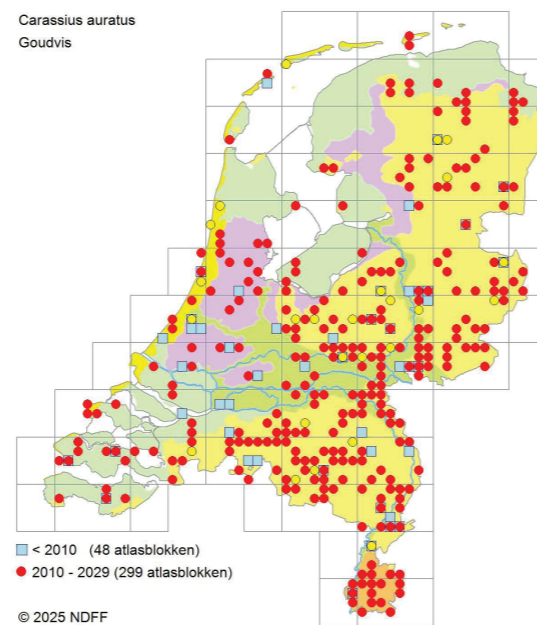 Carassius auratus
Goudvis
< 2010 (48 atlasblokken)
2010 - 2029 (299 atlasblokken)
© 2025 NDFF